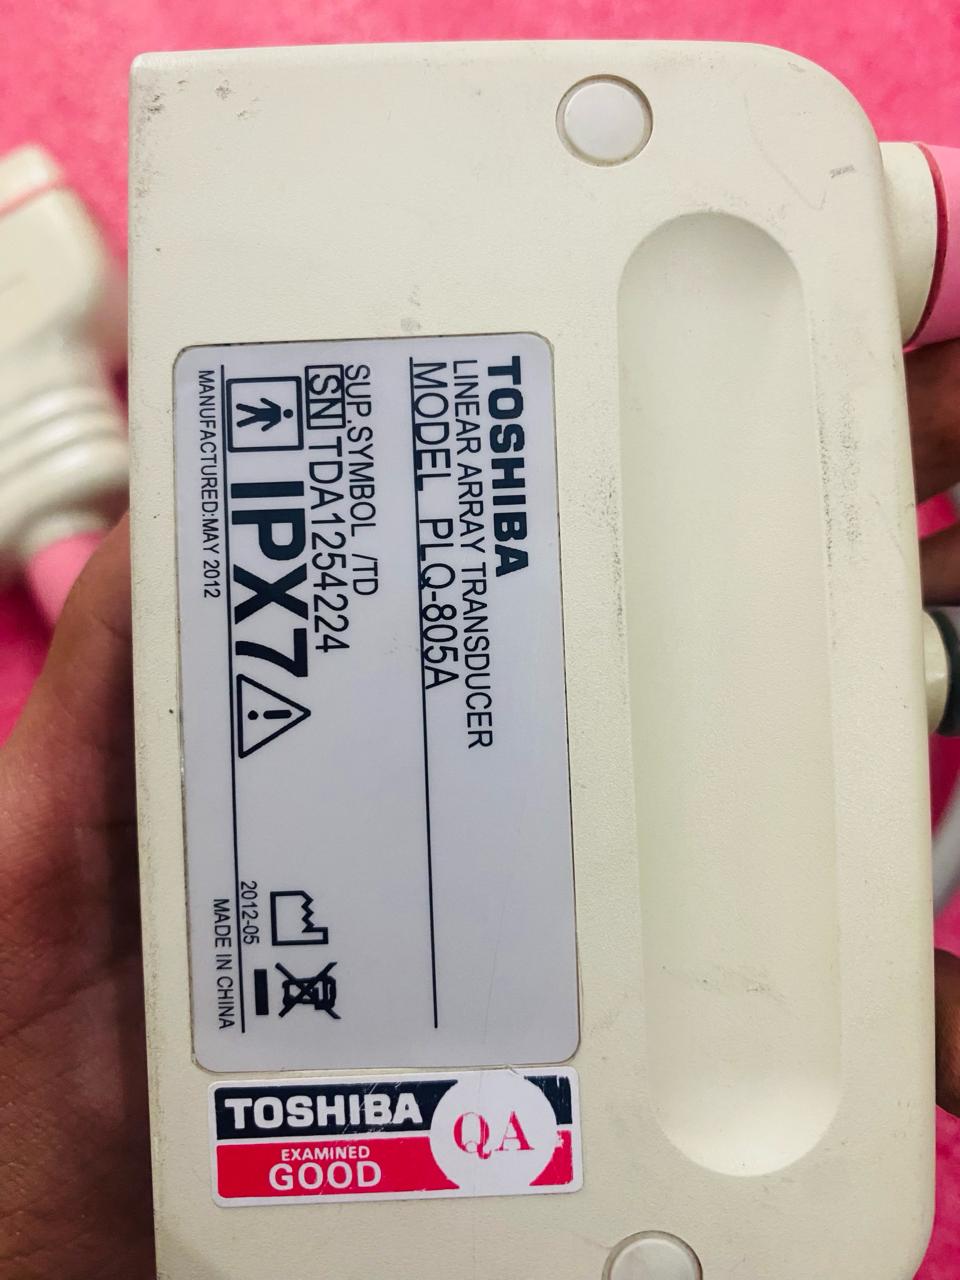 TOSHIBA
LINEAR ARRAY TRANSDUCER
MODEL PLQ-805A
SUP.SYMBOL /TD
SN TDA1254224
IPX7
2012-05
MANUFACTURED:MAY 2012
MADE IN CHINA
TOSHIBA
EXAMINED
GOOD
QA